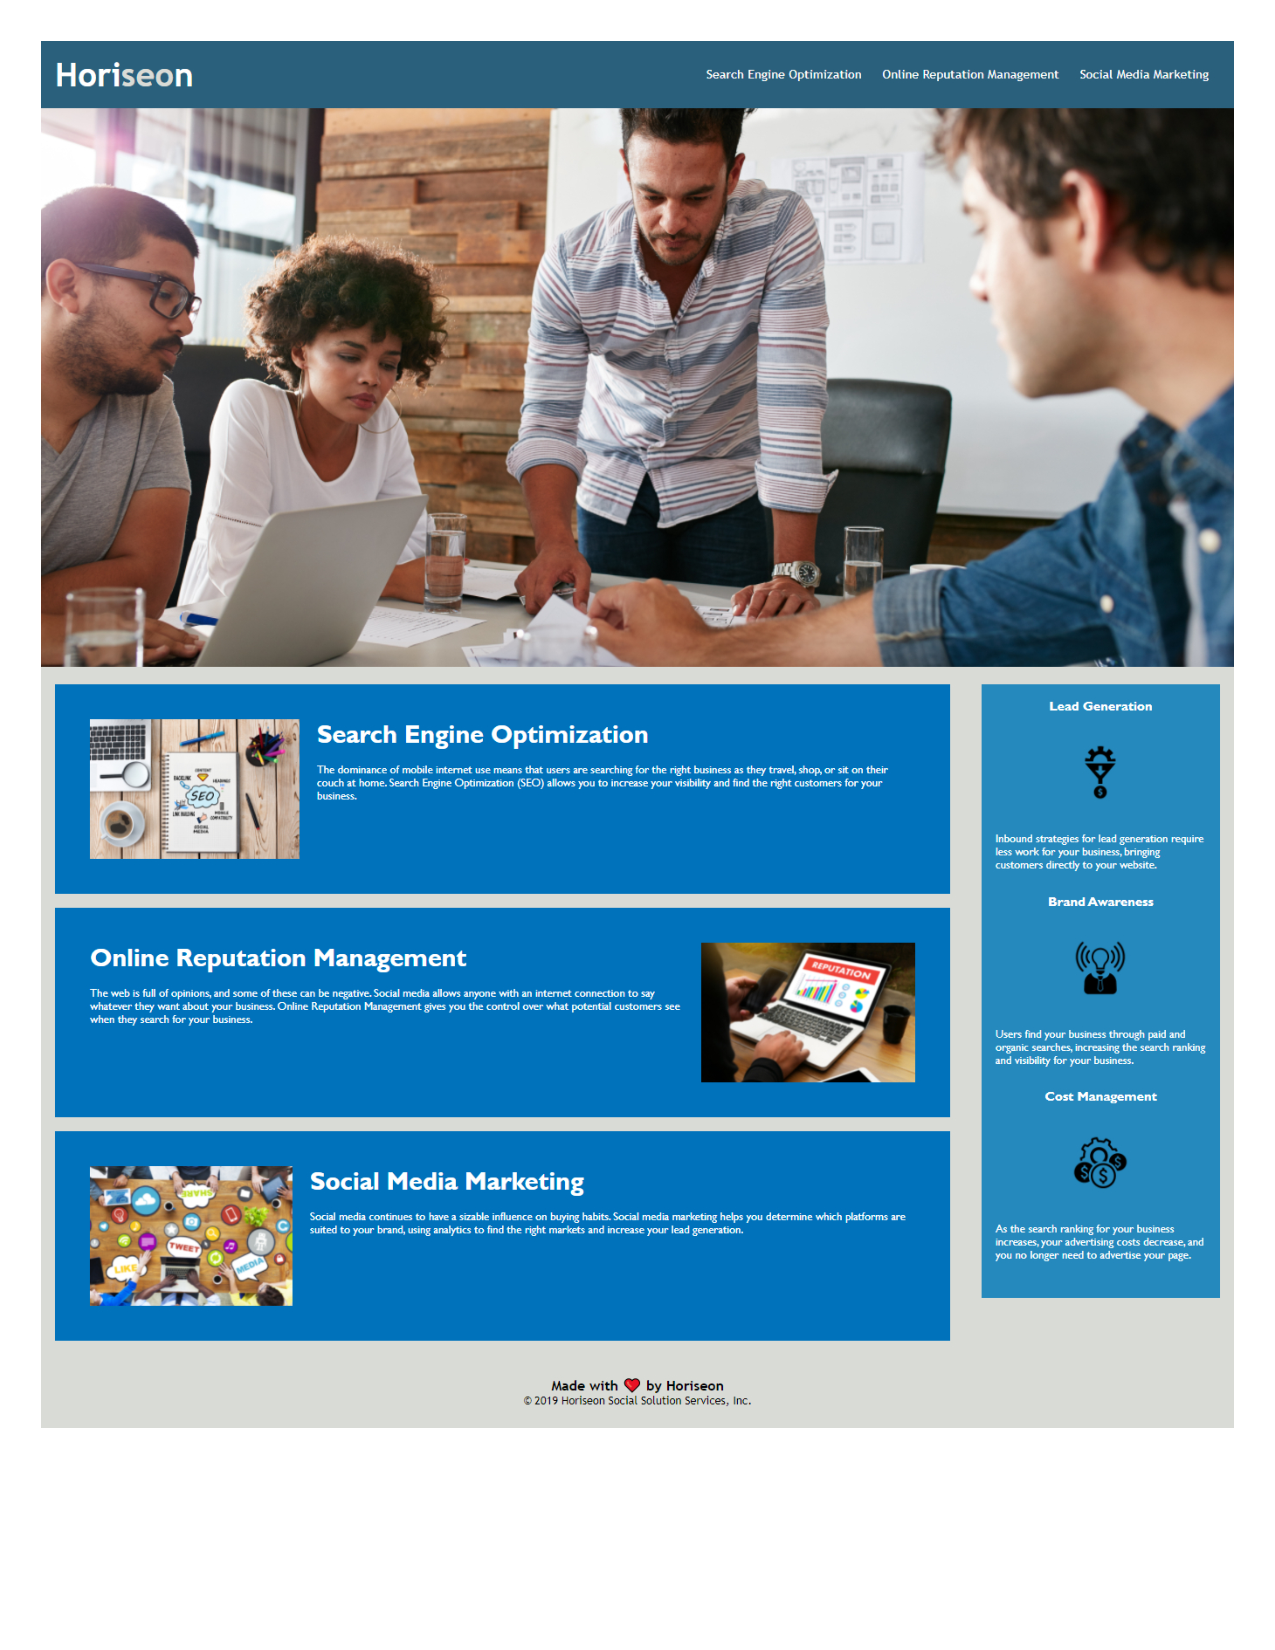 Horiseon
Search Engine Optimization Online Reputation Management Social Media Marketing
Search Engine Optimization
The dominance of mobile internet use means that users are searching for the right business as they travel, shop, or sit on their
couch at home. Search Engine Optimization (SEO) allows you to increase your visibility and find the right customers for your
business.
SEO
Online Reputation Management
The web is full of opinions, and some of these can be negative. Social media allows anyone with an internet connection to say
whatever they want about your business. Online Reputation Management gives you the control over what potential customers see
when they search for your business.
REPUTATION
Social Media Marketing
Social media continues to have a sizable influence on buying habits. Social media marketing helps you determine which platforms are
suited to your brand, using analytics to find the right markets and increase your lead generation.
SHARE
TWEET
LIKE
MEDIA
Lead Generation
Inbound strategies for lead generation require
less work for your business, bringing
customers directly to your website.
Brand Awareness
Users find your business through paid and
organic searches, increasing the search ranking
and visibility for your business.
Cost Management
As the search ranking for your business
increases, your advertising costs decrease, and
you no longer need to advertise your page.
Made with ❤️ by Horiseon
© 2019 Horiseon Social Solution Services, Inc.